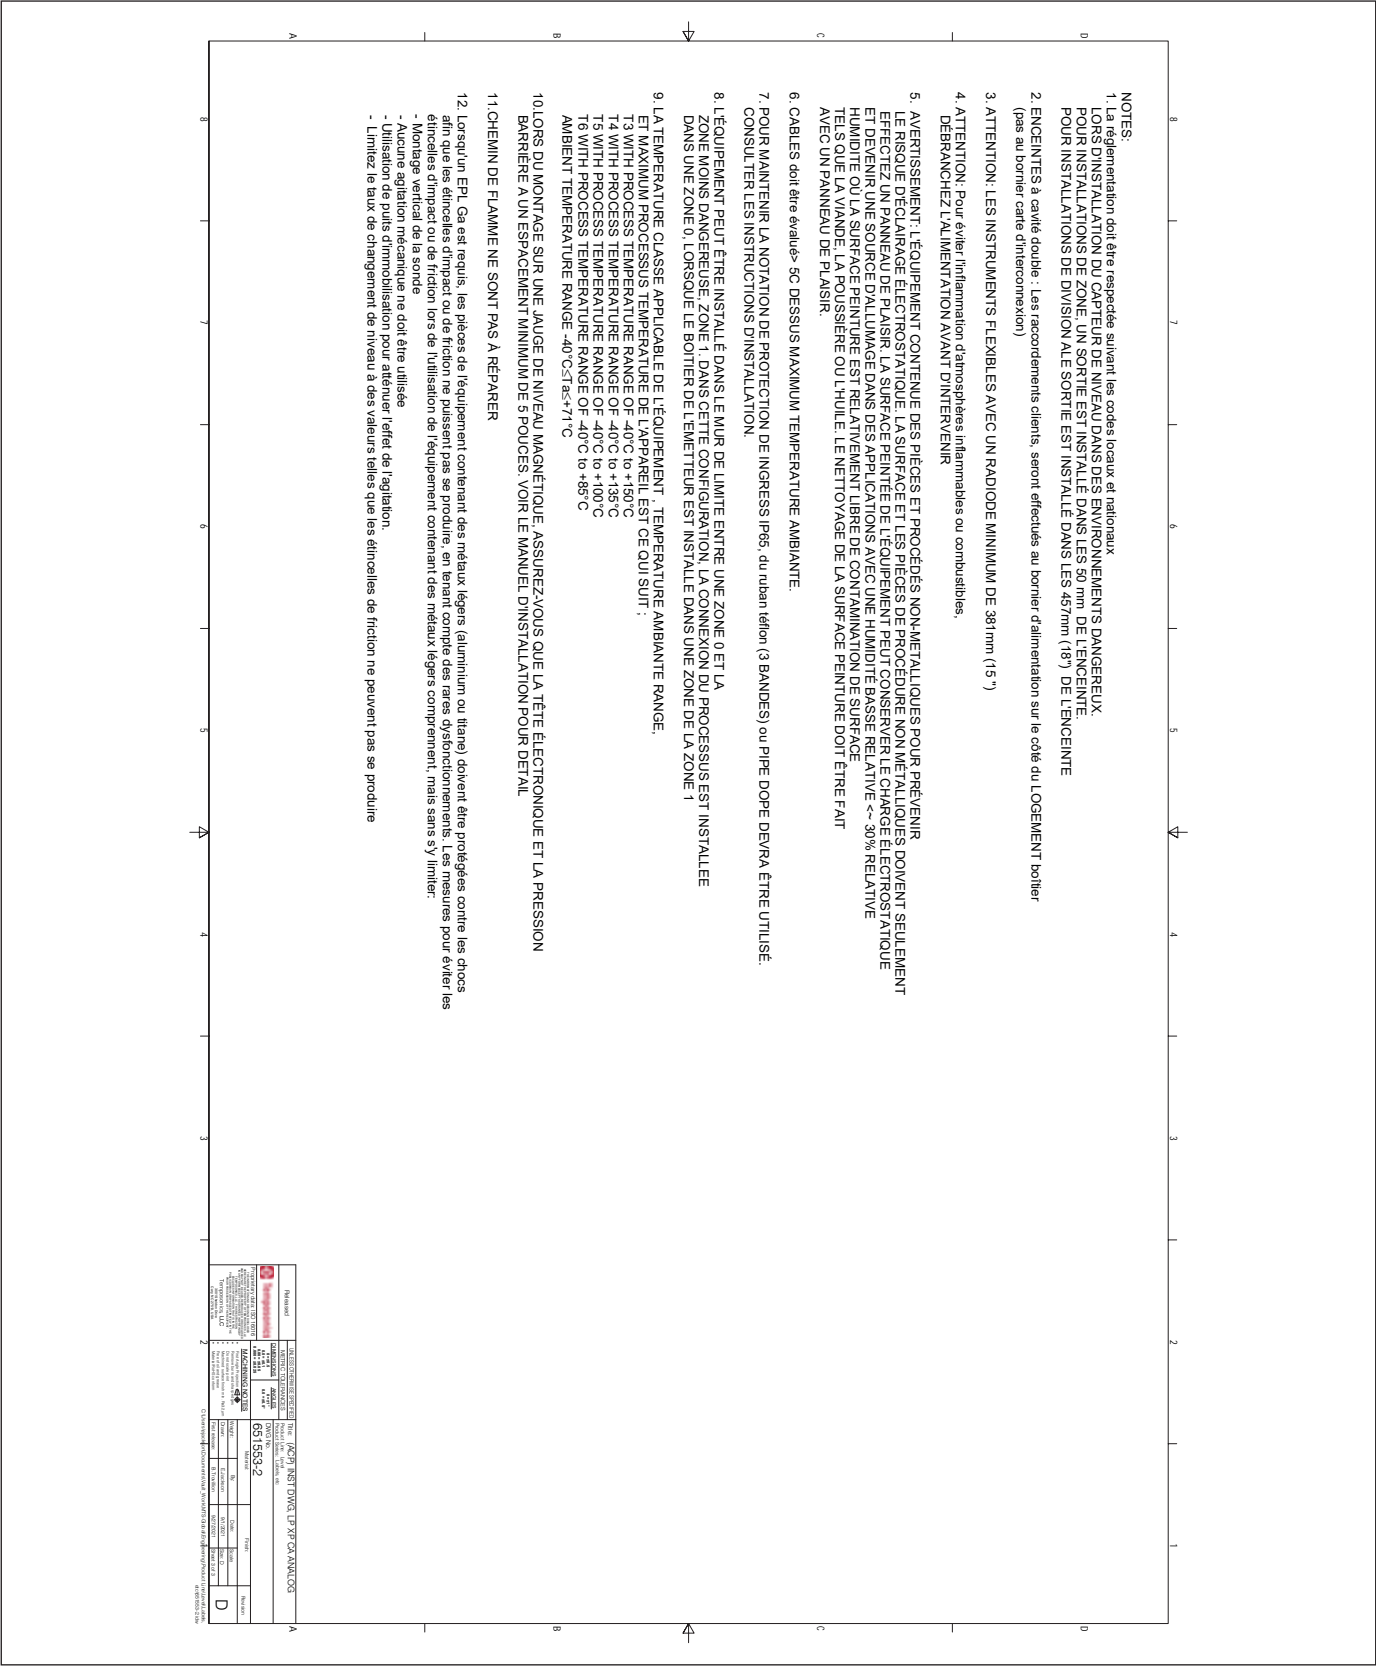 NOTES:
1. La réglementation doit être respectée suivant les codes locaux et nationaux
LORS D'INSTALLATION DU CAPTEUR DE NIVEAU DANS DES ENVIRONNEMENTS DANGEREUX.
POUR INSTALLATIONS DE ZONE, UN SORTIE EST INSTALLÉ DANS LES 50 mm DE L'ENCEINTE.
POUR INSTALLATIONS DE DIVISION ALE SORTIE EST INSTALLÉ DANS LES 457mm (18") DE L'ENCEINTE
2. ENCEINTES à cavité double : Les raccordements clients, seront effectués au bornier d'alimentation sur le côté du LOGEMENT boîtier
(pas au bornier carte d'interconnexion)
3. ATTENTION: LES INSTRUMENTS FLEXIBLES AVEC UN RADIODE MINIMUM DE 381mm (15 ")
4. ATTENTION: Pour éviter l'inflammation d'atmosphères inflammables ou combustibles,
DÉBRANCHEZ L'ALIMENTATION AVANT D'INTERVENIR
5. AVERTISSEMENT: L'ÉQUIPEMENT CONTENUE DES PIÈCES ET PROCÉDÉS NON-METALLIQUES POUR PRÉVENIR
LE RISQUE D'ÉCLAIRAGE ÉLECTROSTATIQUE. LA SURFACE ET LES PIÈCES DE PROCÉDURE NON MÉTALLIQUES DOIVENT SEULEMENT
EFFECTEZ UN PANNEAU DE PLAISIR. LA SURFACE PEINTÉE DE L'ÉQUIPEMENT PEUT CONSERVER LE CHARGE ÉLECTROSTATIQUE
ET DEVENIR UNE SOURCE D'ALLUMAGE DANS DES APPLICATIONS AVEC UNE HUMIDITÉ BASSE RELATIVE <~ 30% RELATIVE
HUMIDITE OÙ LA SURFACE PEINTURE EST RELATIVEMENT LIBRE DE CONTAMINATION DE SURFACE
TELS QUE LA VIANDE, LA POUSSIÈRE OU L'HUILE. LE NETTOYAGE DE LA SURFACE PEINTURE DOIT ÊTRE FAIT
AVEC UN PANNEAU DE PLAISIR.
6. CABLES doit être évalué> 5C DESSUS MAXIMUM TEMPERATURE AMBIANTE.
7. POUR MAINTENIR LA NOTATION DE PROTECTION DE INGRESS IP65, du ruban téflon (3 BANDES) ou PIPE DOPE DEVRA ÊTRE UTILISÉ.
CONSULTER LES INSTRUCTIONS D'INSTALLATION.
8. L'ÉQUIPEMENT PEUT ÊTRE INSTALLÉ DANS LE MUR DE LIMITE ENTRE UNE ZONE 0 ET LA
ZONE MOINS DANGEREUSE, ZONE 1. DANS CETTE CONFIGURATION, LA CONNEXION DU PROCESSUS EST INSTALLEE
DANS UNE ZONE 0, LORSQUE LE BOITIER DE L'EMETTEUR EST INSTALLE DANS UNE ZONE DE LA ZONE 1
9. LA TEMPERATURE CLASSE APPLICABLE DE L'ÉQUIPEMENT , TEMPERATURE AMBIANTE RANGE,
ET MAXIMUM PROCESSUS TEMPERATURE DE L'APPAREIL EST CE QUI SUIT ;
T3 WITH PROCESS TEMPERATURE RANGE OF -40°C to +150°C
T4 WITH PROCESS TEMPERATURE RANGE OF -40°C to +135°C
T5 WITH PROCESS TEMPERATURE RANGE OF -40°C to +100°C
T6 WITH PROCESS TEMPERATURE RANGE OF -40°C to +85°C
AMBIENT TEMPERATURE RANGE -40°C≤Ta≤+71°C
10.LORS DU MONTAGE SUR UNE JAUGE DE NIVEAU MAGNÉTIQUE, ASSUREZ-VOUS QUE LA TÊTE ÉLECTRONIQUE ET LA PRESSION
BARRIÈRE A UN ESPACEMENT MINIMUM DE 5 POUCES. VOIR LE MANUEL D'INSTALLATION POUR DETAIL
11.CHEMIN DE FLAMME NE SONT PAS À RÉPARER
12. Lorsqu'un EPL Ga est requis, les pièces de l'équipement contenant des métaux légers (aluminium ou titane) doivent être protégées contre les chocs
afin que les étincelles d'impact ou de friction ne puissent pas se produire, en tenant compte des rares dysfonctionnements. Les mesures pour éviter les
étincelles d'impact ou de friction lors de l'utilisation de l'équipement contenant des métaux légers comprennent, mais sans s'y limiter:
- Montage vertical de la sonde
- Aucune agitation mécanique ne doit être utilisée
- Utilisation de puits d'immobilisation pour atténuer l'effet de l'agitation.
- Limitez le taux de changement de niveau à des valeurs telles que les étincelles de friction ne peuvent pas se produire
Released
Temposonics
Temposonics, LLC
UNLESS OTHERWISE SPECIFIED
METRIC TOLERANCES
DIMENSIONS
ANGLES
MACHINING NOTES
Title: (ACP) INST DWG, LP XP CA ANALOG
DWG No.
651553-2
Material:
Finish:
Revision
D